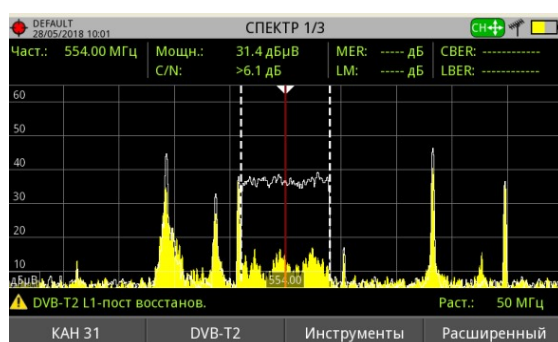 DEFAULT
28/05/2018 10:01
СПЕКТР 1/3
CH
Част.: 554.00 МГц
Мощн.: 31.4 дБµВ
MER: ----- дБ
CBER: ------------
C/N: >6.1 дБ
LM: ----- дБ
LBER: ------------
60
50
40
30
20
10
дБµВ
554.00
DVB-T2 L1-пост восстанов.
Раст.: 50 МГц
КАН 31
DVB-T2
Инструменты
Расширенный